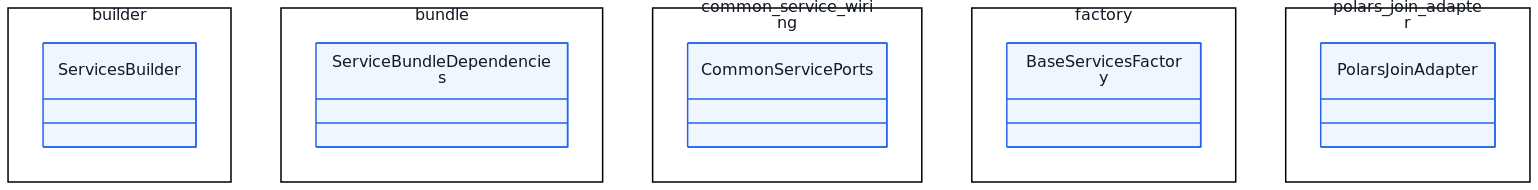 builder
ServicesBuilder
bundle
ServiceBundleDependencie
s
common_service_wiri
ng
CommonServicePorts
factory
BaseServicesFactor
y
polars_join_adapte
r
PolarsJoinAdapter